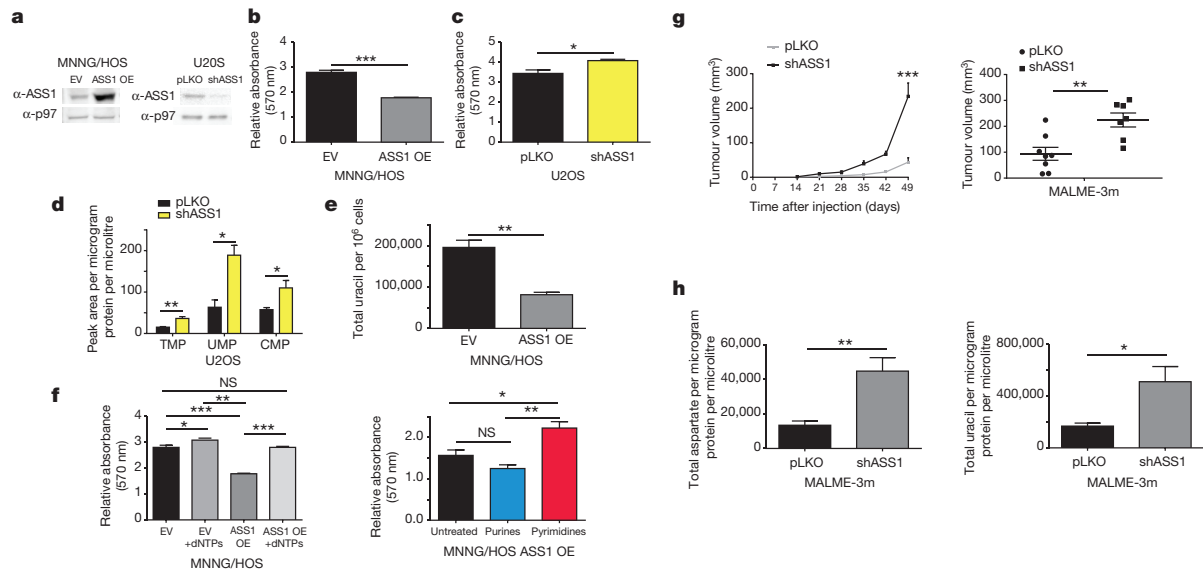 a
MNNG/HOS
EV ASS1 OE
α-ASS1
α-p97
U20S
pLKO shASS1
α-ASS1
α-p97
b
Relative absorbance
(570 nm)
4
3
2
1
0
***
EV
ASS1 OE
MNNG/HOS
c
Relative absorbance
(570 nm)
5
4
3
2
1
0
*
pLKO
shASS1
U2OS
d
pLKO
shASS1
Peak area per microgram
protein per microlitre
200
100
0
**
*
*
TMP
UMP
CMP
U2OS
e
Total uracil per 10⁶ cells
200,000
100,000
0
**
EV
ASS1 OE
MNNG/HOS
f
Relative absorbance
(570 nm)
4
3
2
1
0
NS
**
***
*
***
EV
EV
+dNTPs
ASS1
OE
ASS1 OE
+dNTPs
MNNG/HOS
Relative absorbance
(570 nm)
2.0
1.0
0.0
*
NS
**
Untreated
Purines
Pyrimidines
MNNG/HOS ASS1 OE
g
pLKO
shASS1
Tumour volume (mm³)
300
200
100
0
***
0 7 14 21 28 35 42 49
Time after injection (days)
pLKO
shASS1
Tumour volume (mm³)
400
300
200
100
0
**
MALME-3m
h
Total aspartate per microgram
protein per microlitre
60,000
40,000
20,000
0
**
pLKO
shASS1
MALME-3m
Total uracil per microgram
protein per microlitre
800,000
400,000
0
*
pLKO
shASS1
MALME-3m